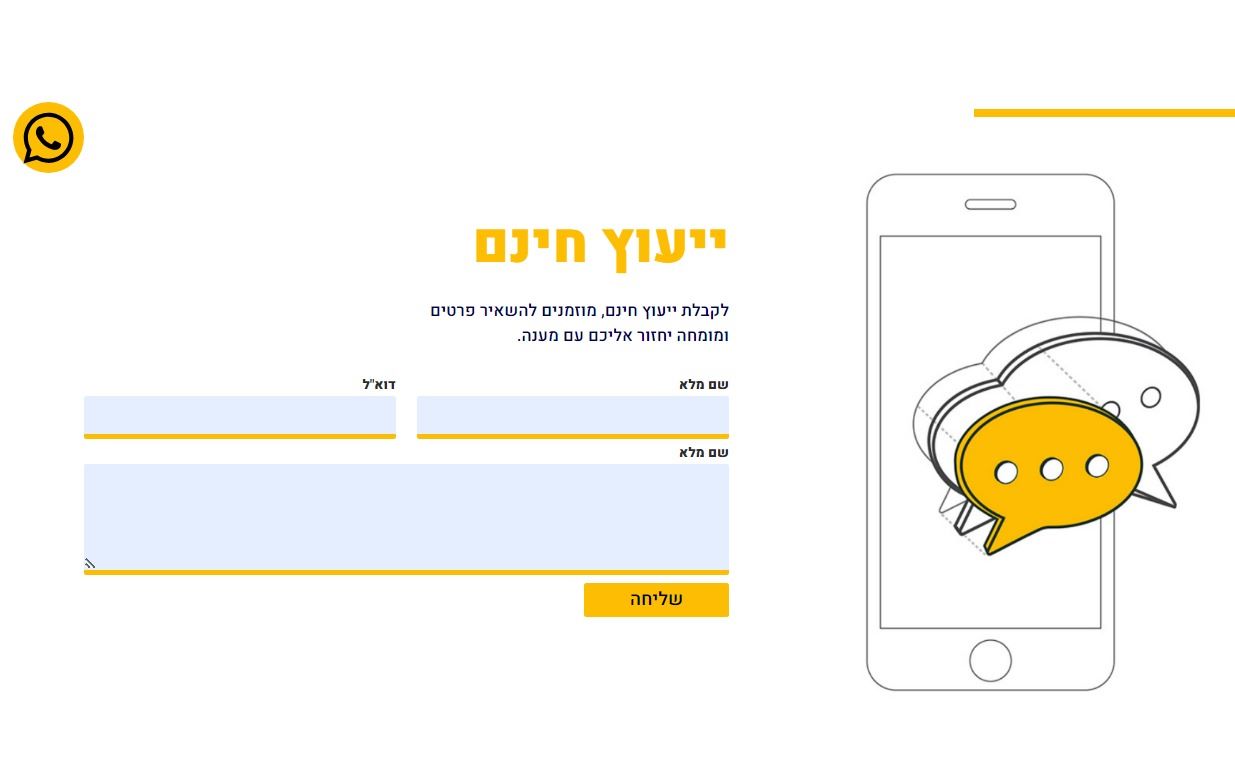 ייעוץ חינם
לקבלת ייעוץ חינם, מוזמנים להשאיר פרטים
ומומחה יחזור אליכם עם מענה.
שם מלא
דוא"ל
שם מלא
שליחה